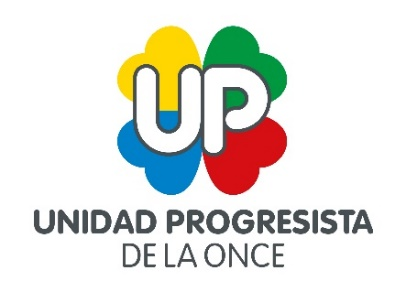 UP
UNIDAD PROGRESISTA
DE LA ONCE